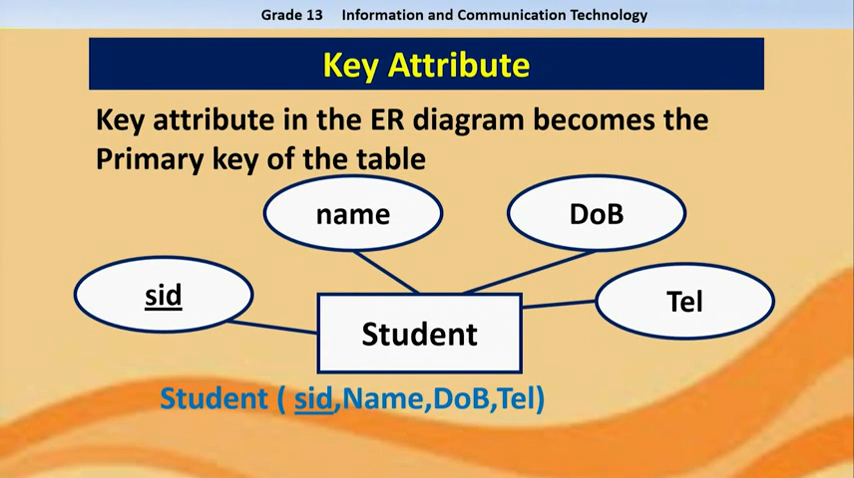 Grade 13 Information and Communication Technology
Key Attribute
Key attribute in the ER diagram becomes the
Primary key of the table
name
DoB
sid
Tel
Student
Student ( sid,Name,DoB,Tel)